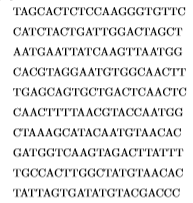 TAGCACTCTCCAAGGGTGTTC
CATCTACTGATTGGACTAGCT
AATGAATTATCAAGTTAATGG
CACGTAGGAATGTGGCAACTT
TGAGCAGTGCTGACTCAACTC
CAACTTTTAACGTACCAATGG
CTAAAGCATACAATGTAACAC
GATGGTCAAGTAGACTTATTT
TGCCACTTGGCTATGTAACAC
TATTAGTGATATGTACGACCC